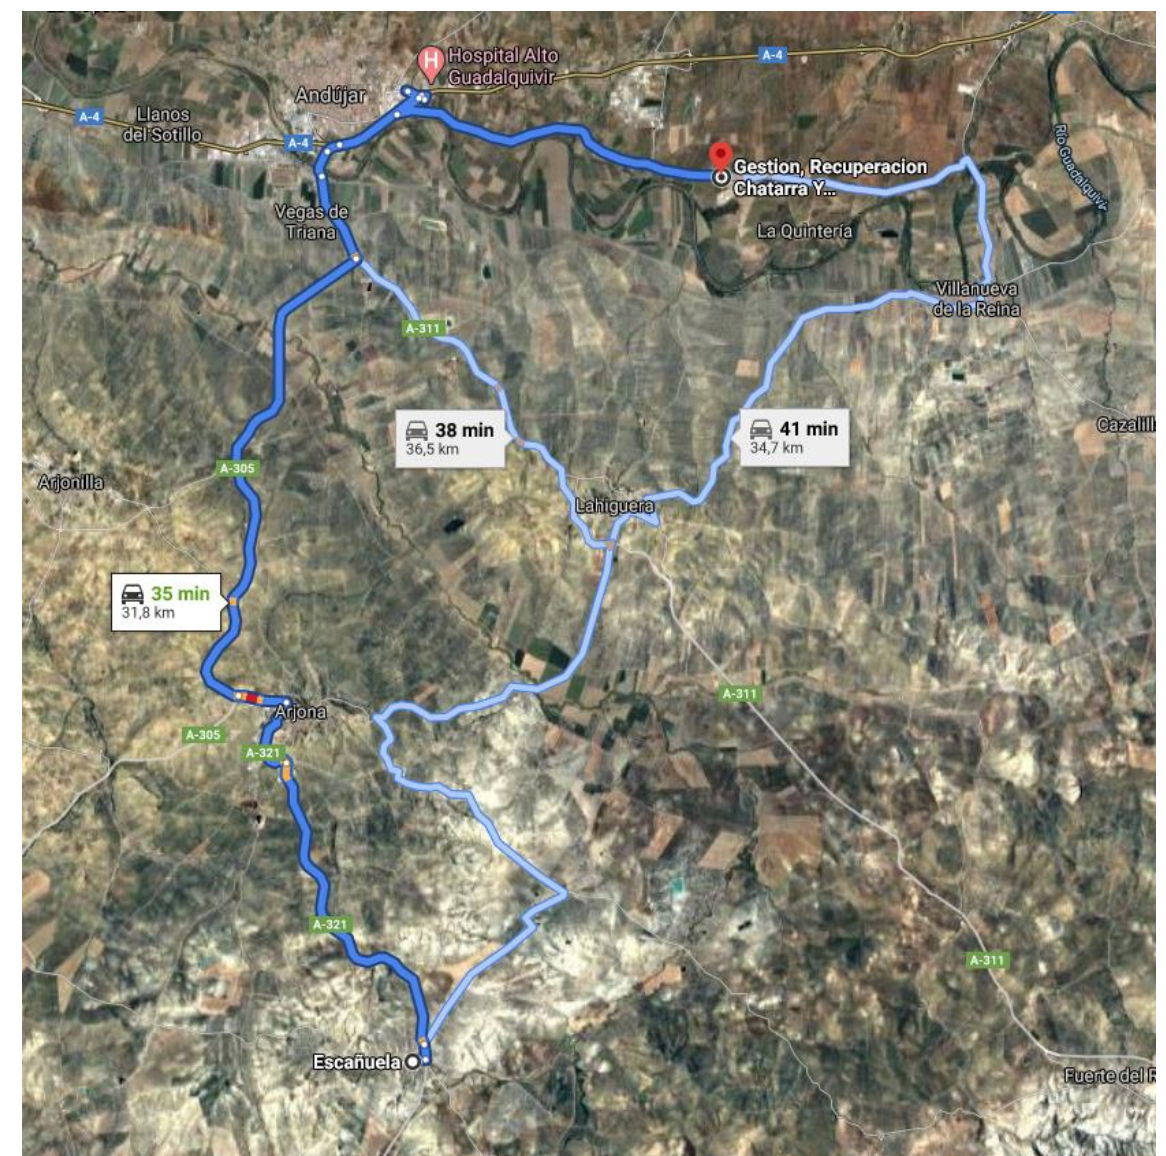 Hospital Alto
Guadalquivir
A-4
Andújar
A-4
Llanos
del Sotillo
A-4
Río Guadalquivir
Gestion, Recuperacion
Chatarra Y...
Vegas de
Triana
La Quintería
Villanueva
de la Reina
A-311
38 min
36,5 km
41 min
34,7 km
Cazalill
A-305
Arjonilla
Lahiguera
35 min
31,8 km
A-311
Arjona
A-305
A-321
A-321
A-311
Escañuela
Fuerte del R